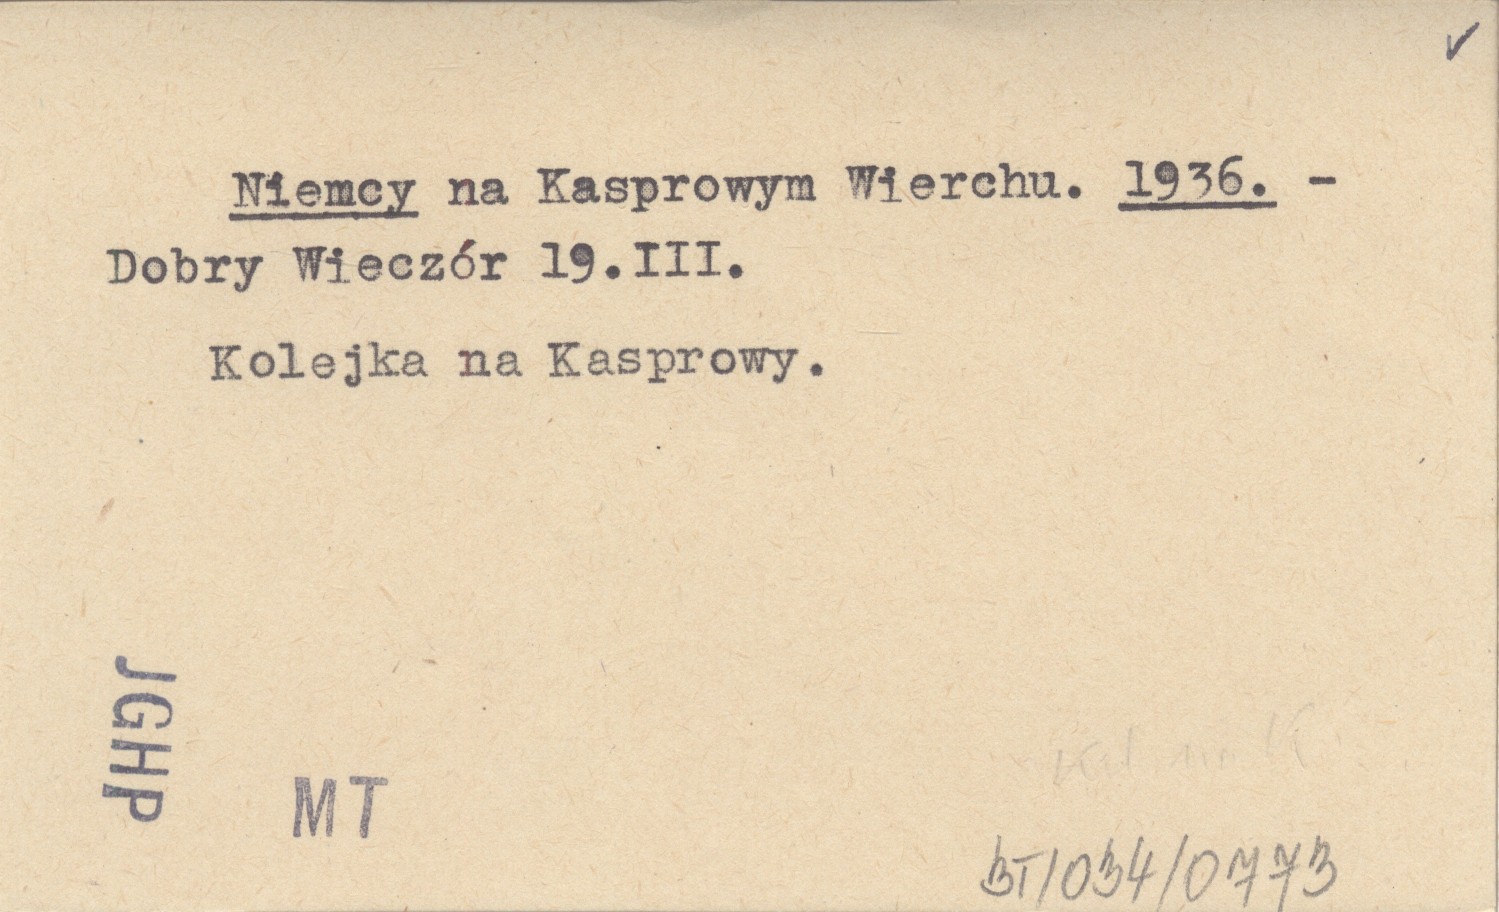 Niemcy na Kasprowym Wierchu. 1936. -
Dobry Wieczór 19.III.
Kolejka na Kasprowy.
JGHP
MT
BT/034/0773